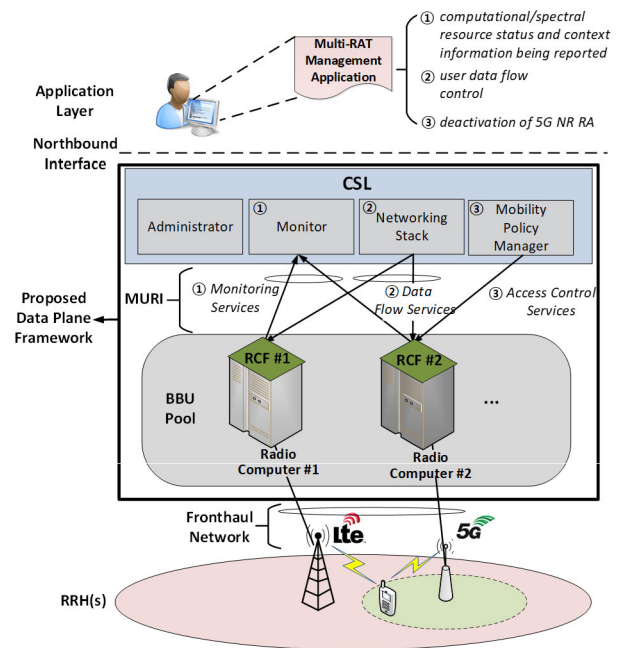 ① computational/spectral
resource status and context
information being reported
Multi-RAT
Management
Application
② user data flow
control
③ deactivation of 5G NR RA
Application
Layer
Northbound
Interface
CSL
Administrator
① Monitor
② Networking
Stack
③ Mobility
Policy
Manager
MURI
① Monitoring
Services
② Data
Flow Services
③ Access Control
Services
Proposed
Data Plane
Framework
RCF #1
RCF #2
BBU
Pool
...
Radio
Computer #1
Radio
Computer #2
Fronthaul
Network
Lte
5G
RRH(s)